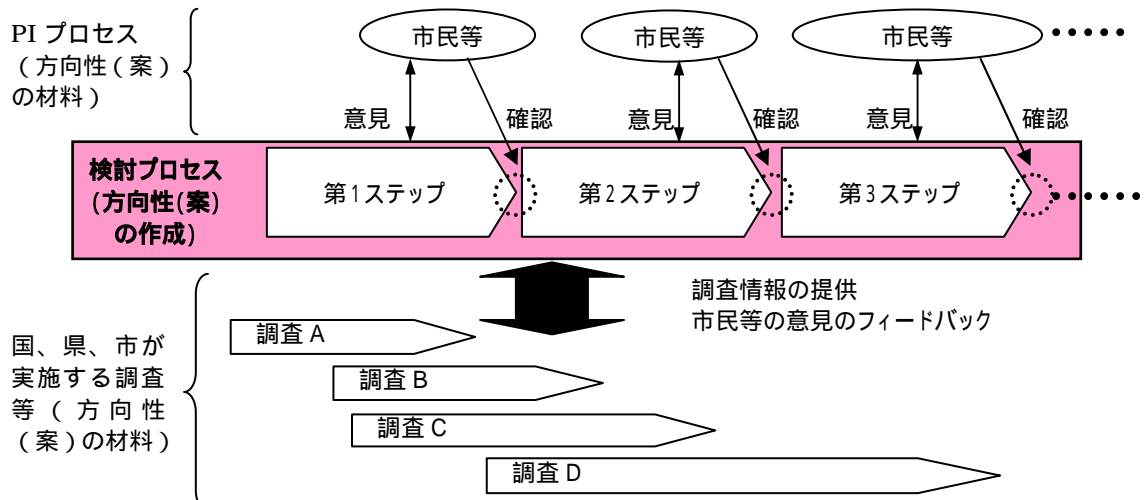 PI プロセス
（方向性（案）
の材料）
市民等
市民等
市民等
意見
確認
意見
確認
意見
確認
検討プロセス
(方向性(案)
の作成)
第1ステップ
第2ステップ
第3ステップ
調査情報の提供
市民等の意見のフィードバック
国、県、市が
実施する調査
等（方向性
（案）の材料）
調査 A
調査 B
調査 C
調査 D